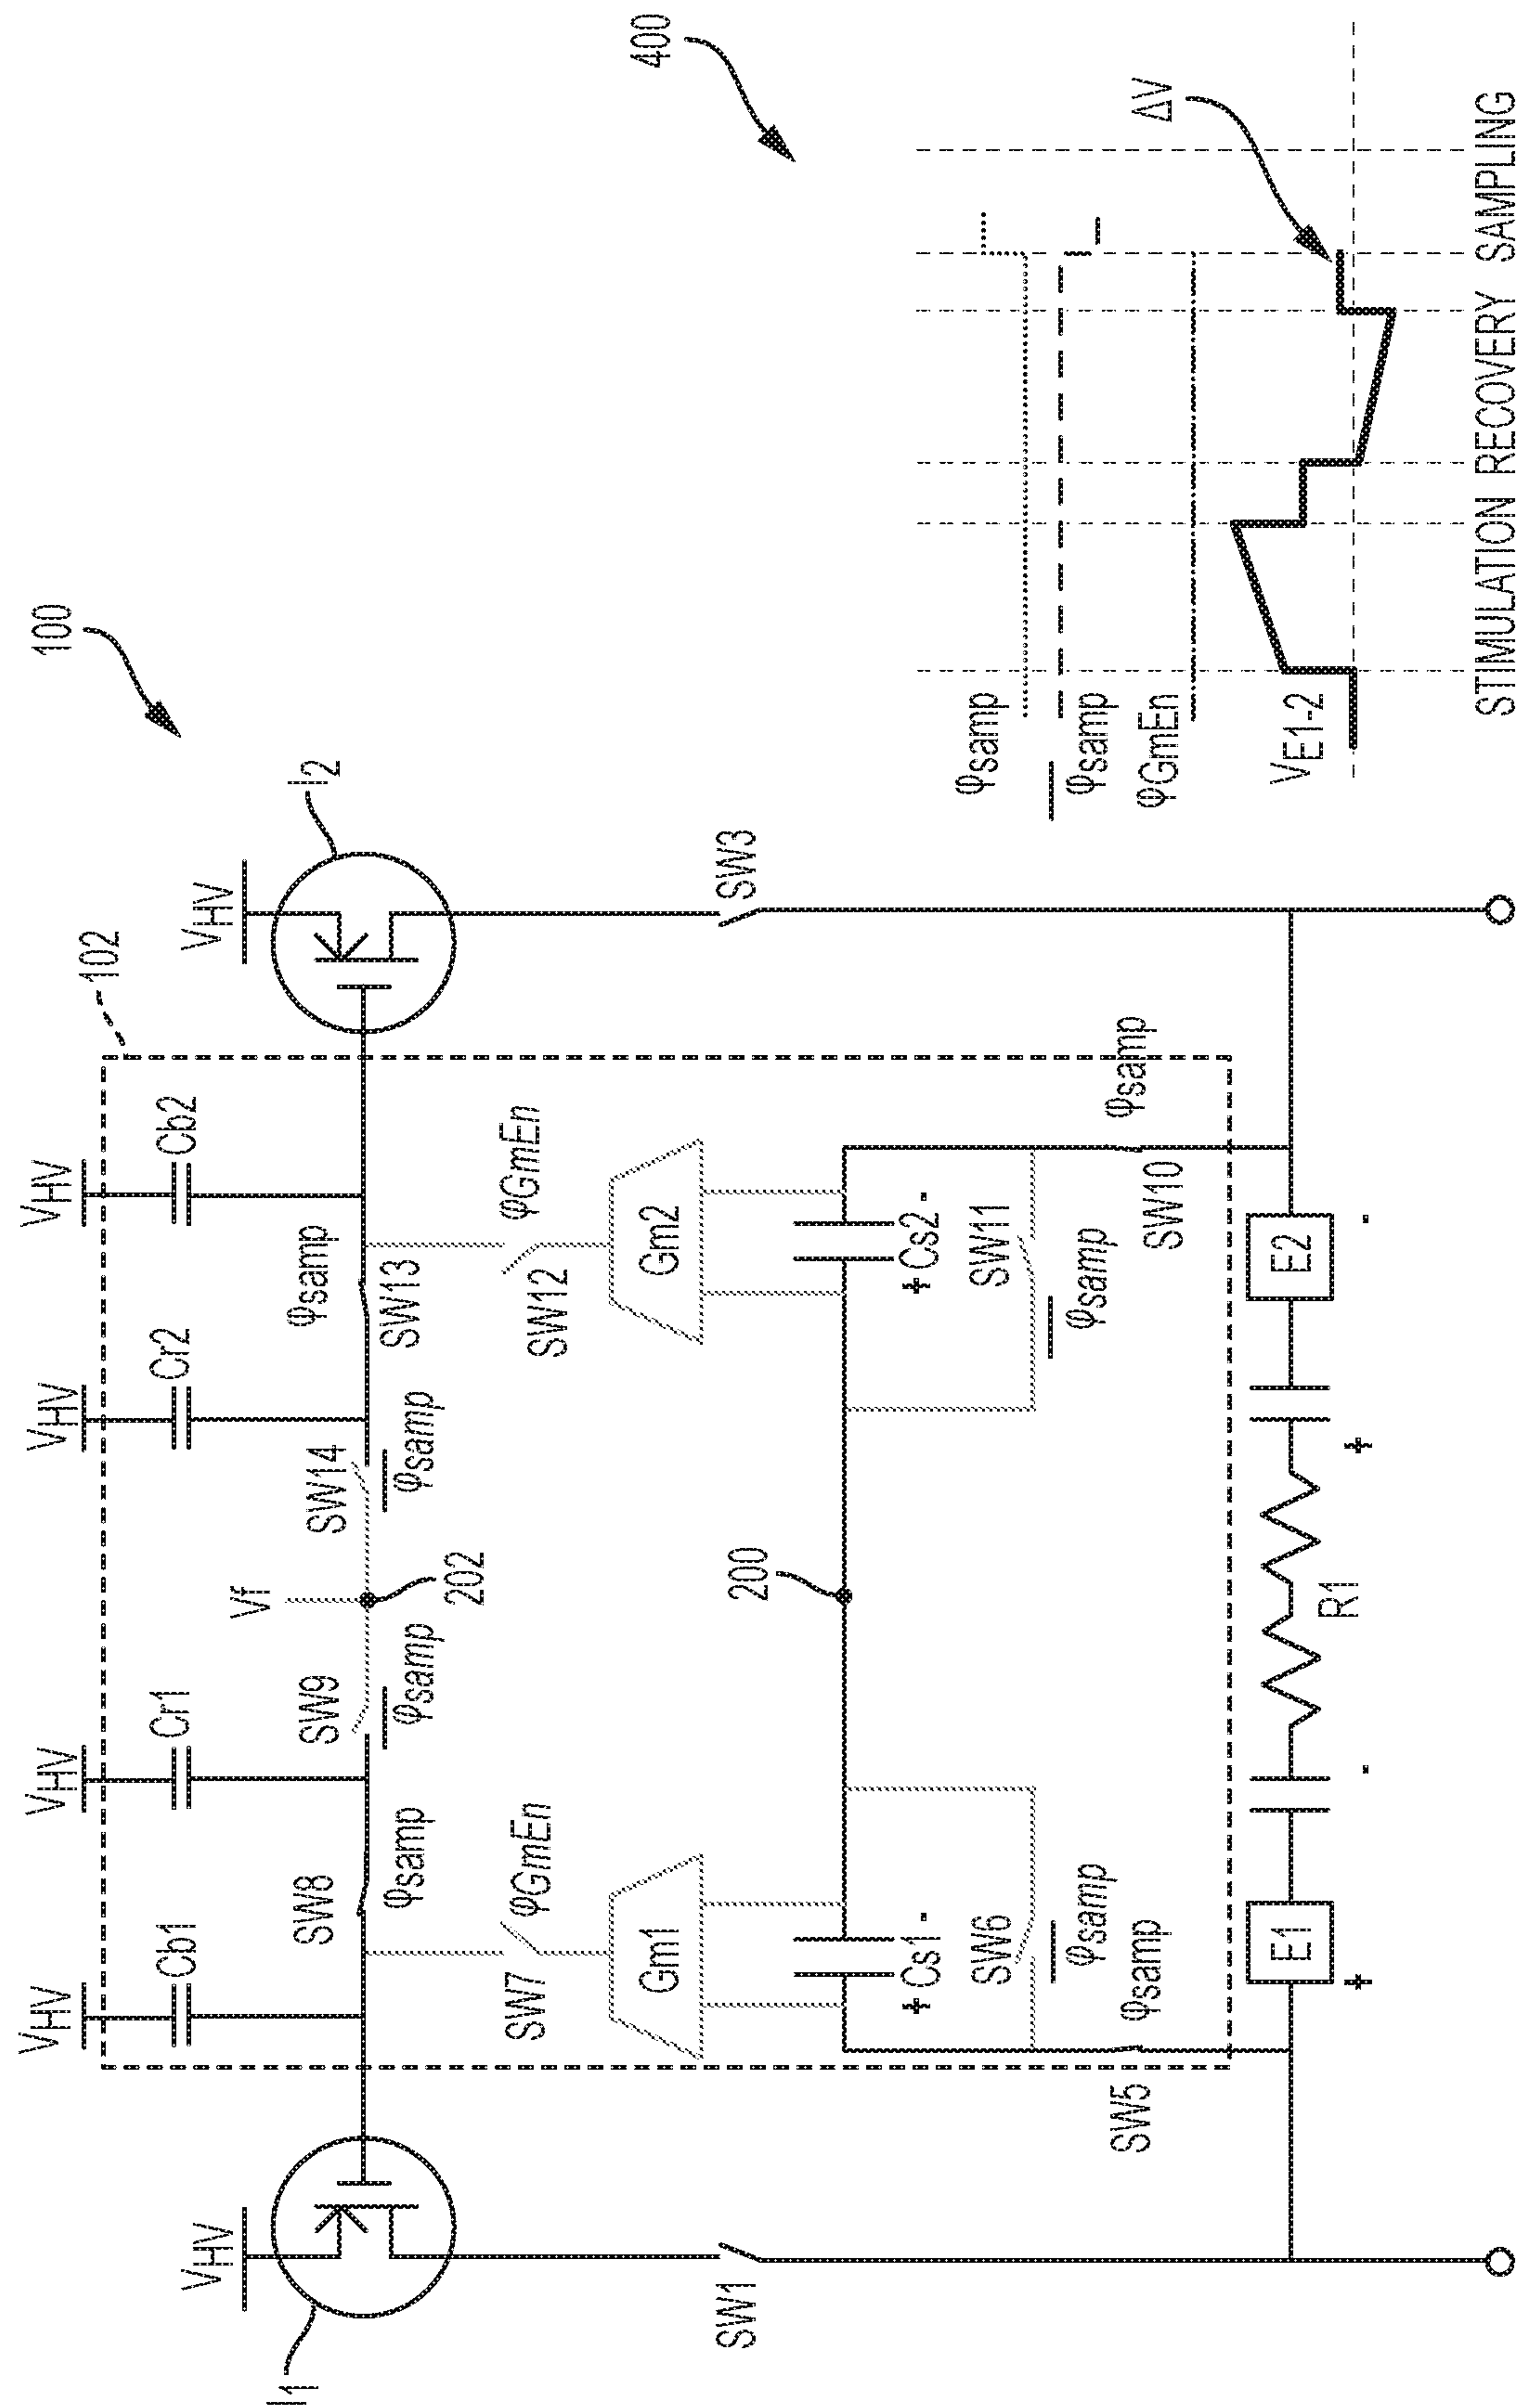 100
400
102
I1
I2
VHV
VHV
VHV
VHV
VHV
VHV
Cb1
Cr1
Cr2
Cb2
Vf
SW8
φsamp
SW9
φsamp
202
SW14
φsamp
SW13
φsamp
SW7
φGmEn
SW12
φGmEn
Gm1
Gm2
SW1
SW3
200
+ Cs1 -
+ Cs2 -
SW6
φsamp
SW11
φsamp
SW5
φsamp
SW10
φsamp
+ E1 -
R1
+ E2 -
φsamp
φsamp
φGmEn
VE1-2
ΔV
STIMULATION RECOVERY SAMPLING